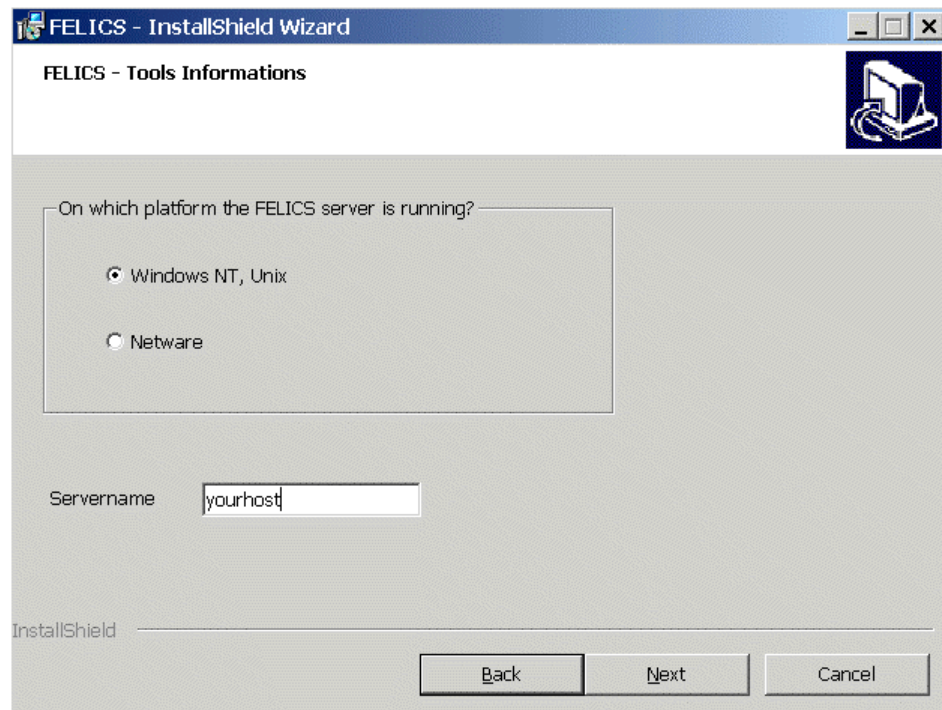 FELICS - InstallShield Wizard
FELICS - Tools Informations
On which platform the FELICS server is running?
Windows NT, Unix
Netware
Servername yourhost
InstallShield
Back Next Cancel